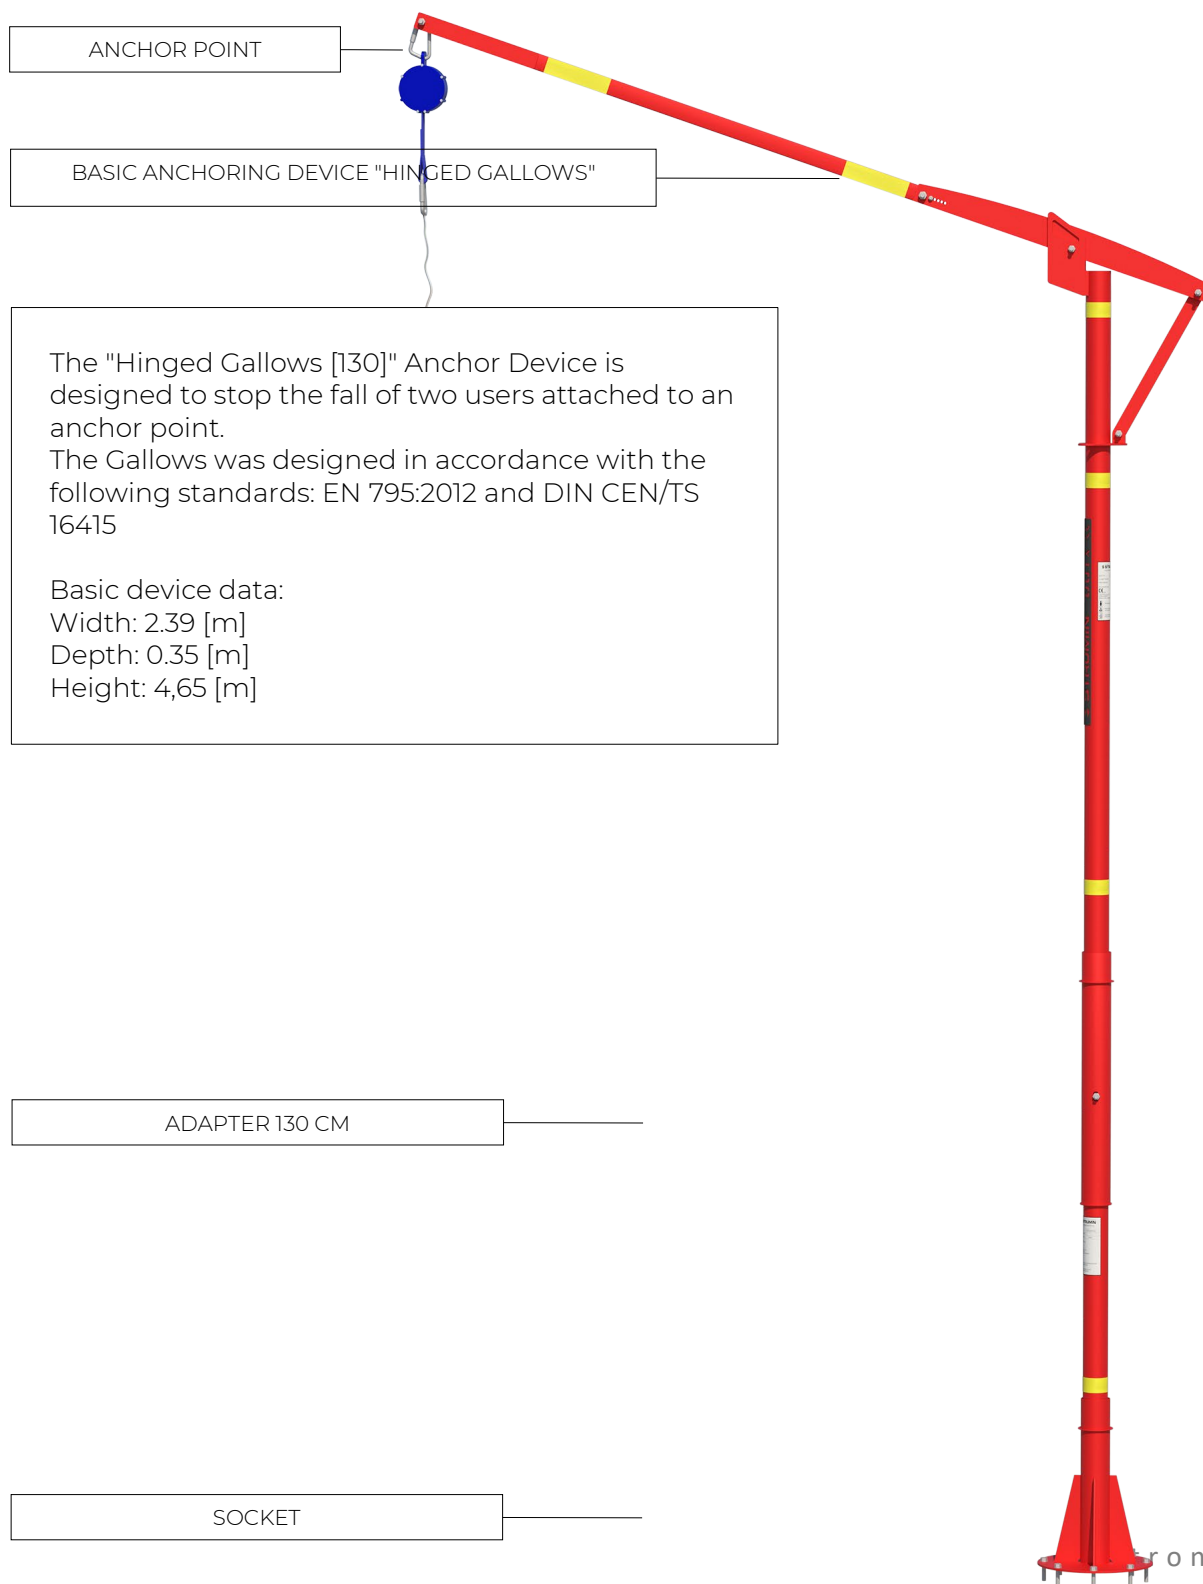 ANCHOR POINT
BASIC ANCHORING DEVICE "HINGED GALLOWS"
The "Hinged Gallows [130]" Anchor Device is
designed to stop the fall of two users attached to an
anchor point.
The Gallows was designed in accordance with the
following standards: EN 795:2012 and DIN CEN/TS
16415
Basic device data:
Width: 2.39 [m]
Depth: 0.35 [m]
Height: 4,65 [m]
ADAPTER 130 CM
SOCKET